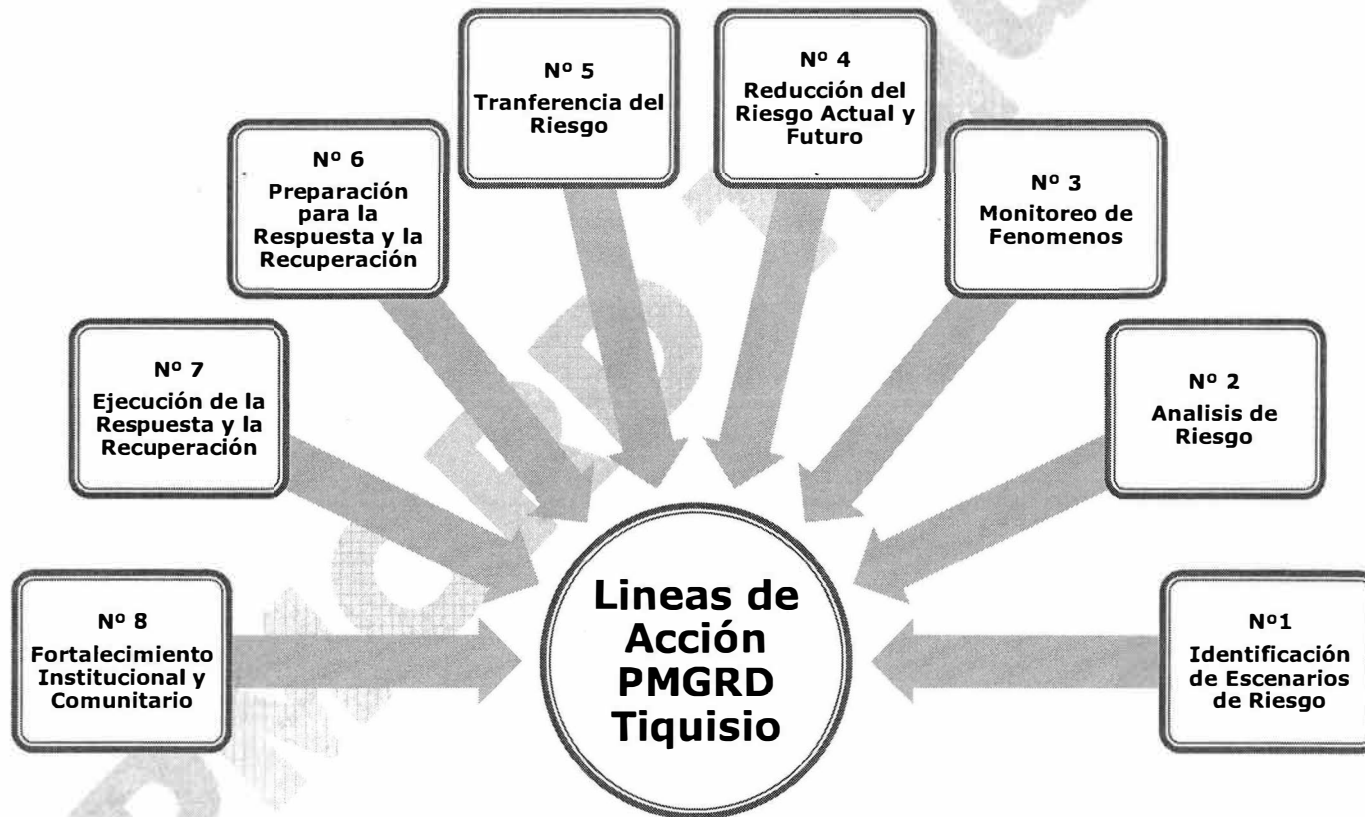 Nº 5
Tranferencia del
Riesgo
Nº 4
Reducción del
Riesgo Actual y
Futuro
Nº 6
Preparación
para la
Respuesta y la
Recuperación
Nº 3
Monitoreo de
Fenomenos
Nº 7
Ejecución de la
Respuesta y la
Recuperación
Nº 2
Analisis de
Riesgo
Nº 8
Fortalecimiento
Institucional y
Comunitario
Lineas de
Acción
PMGRD
Tiquisio
Nº1
Identificación
de Escenarios
de Riesgo